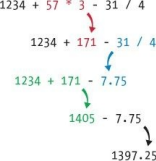 1234 + 57 * 3 - 31 / 4
1234 + 171 - 31 / 4
1234 + 171 - 7.75
1405 - 7.75
1397.25